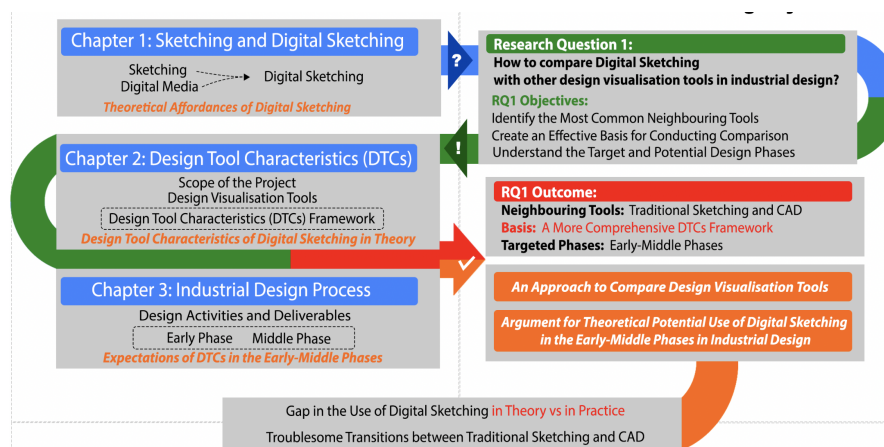 Chapter 1: Sketching and Digital Sketching
Sketching
Digital Media
Digital Sketching
Theoretical Affordances of Digital Sketching
?
Research Question 1:
How to compare Digital Sketching
with other design visualisation tools in industrial design?
RQ1 Objectives:
Identify the Most Common Neighbouring Tools
Create an Effective Basis for Conducting Comparison
Understand the Target and Potential Design Phases
!
Chapter 2: Design Tool Characteristics (DTCs)
Scope of the Project
Design Visualisation Tools
Design Tool Characteristics (DTCs) Framework
Design Tool Characteristics of Digital Sketching in Theory
Chapter 3: Industrial Design Process
Design Activities and Deliverables
Early Phase Middle Phase
Expectations of DTCs in the Early-Middle Phases
RQ1 Outcome:
Neighbouring Tools: Traditional Sketching and CAD
Basis: A More Comprehensive DTCs Framework
Targeted Phases: Early-Middle Phases
An Approach to Compare Design Visualisation Tools
Argument for Theoretical Potential Use of Digital Sketching
in the Early-Middle Phases in Industrial Design
Gap in the Use of Digital Sketching in Theory vs in Practice
Troublesome Transitions between Traditional Sketching and CAD